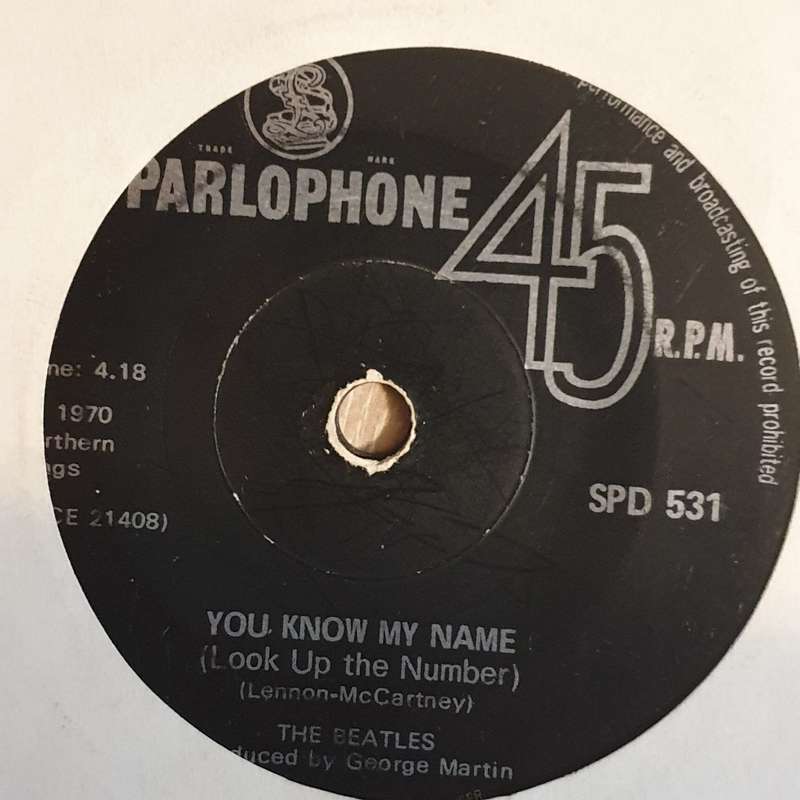 TRADE MARK
PARLOPHONE
45
R.P.M.
performance and broadcasting of this record prohibited
me: 4.18
1970
rthern
ngs
CE 21408)
SPD 531
YOU KNOW MY NAME
(Look Up the Number)
(Lennon-McCartney)
THE BEATLES
duced by George Martin